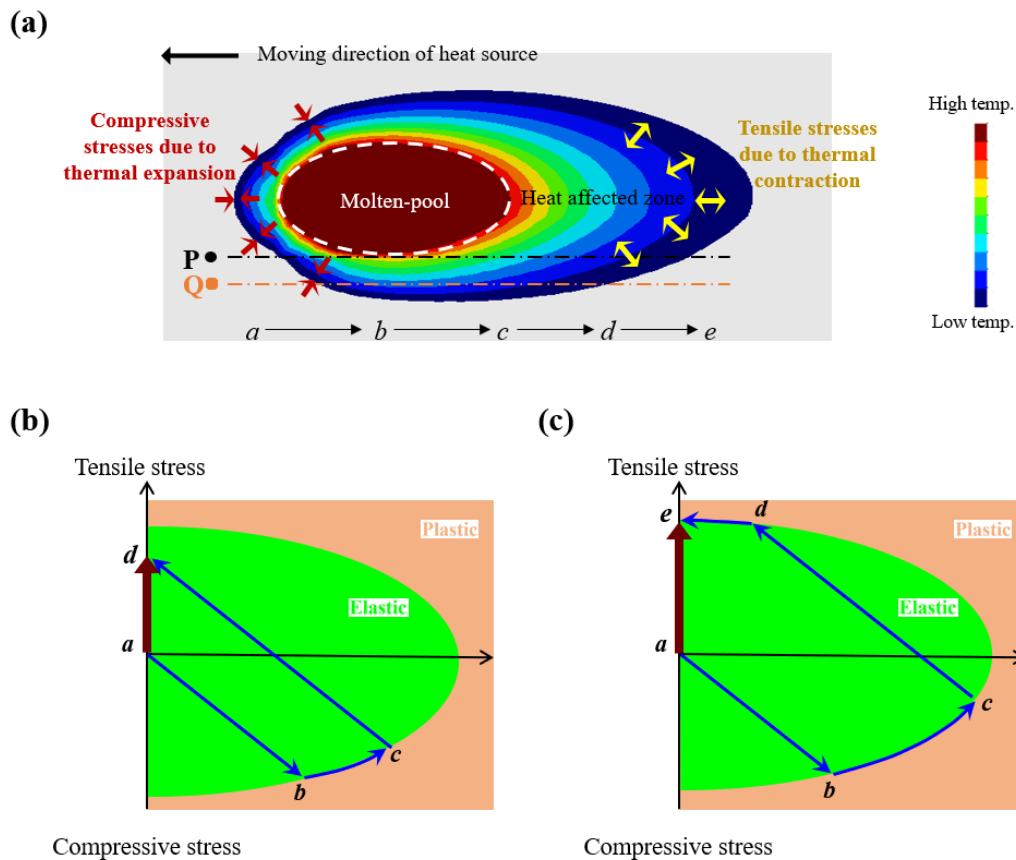 (a)
Moving direction of heat source
High temp.
Compressive
stresses due to
thermal expansion
Tensile stresses
due to thermal
contraction
Molten-pool
Heat affected zone
P
Q
a
b
c
d
e
Low temp.
(b)
(c)
Tensile stress
Plastic
d
Elastic
a
c
b
Compressive stress
Tensile stress
e
d
Plastic
Elastic
a
c
b
Compressive stress